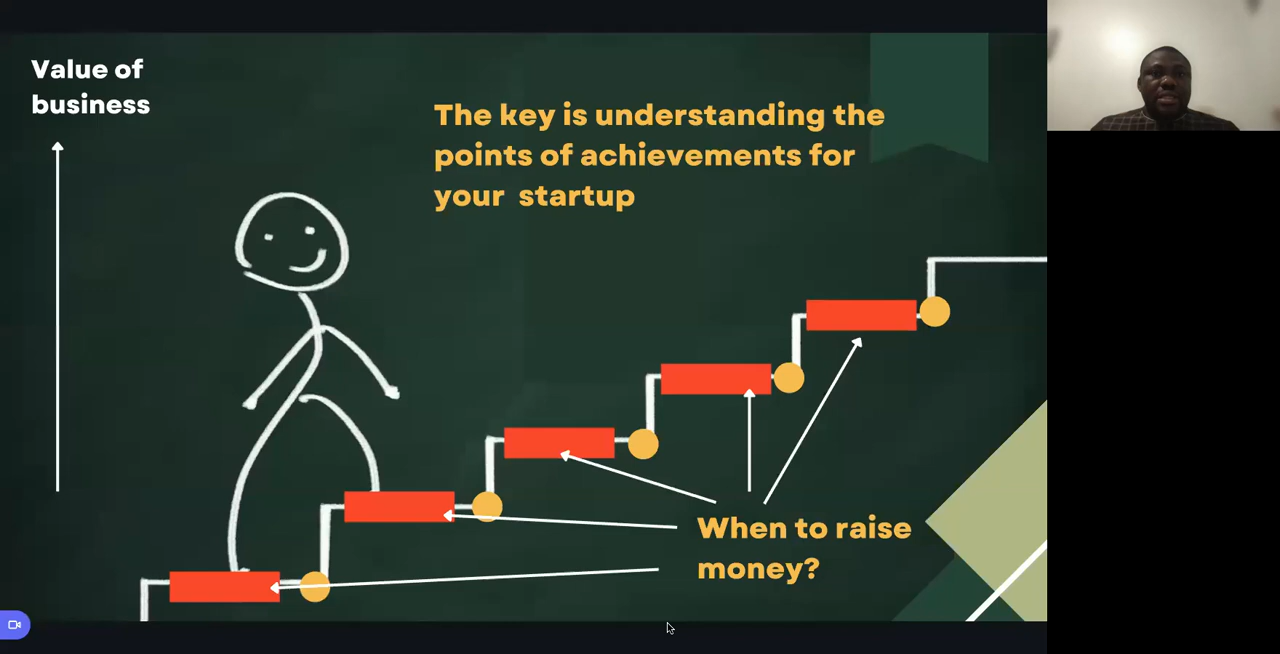 Value of
business
The key is understanding the
points of achievements for
your startup
When to raise
money?